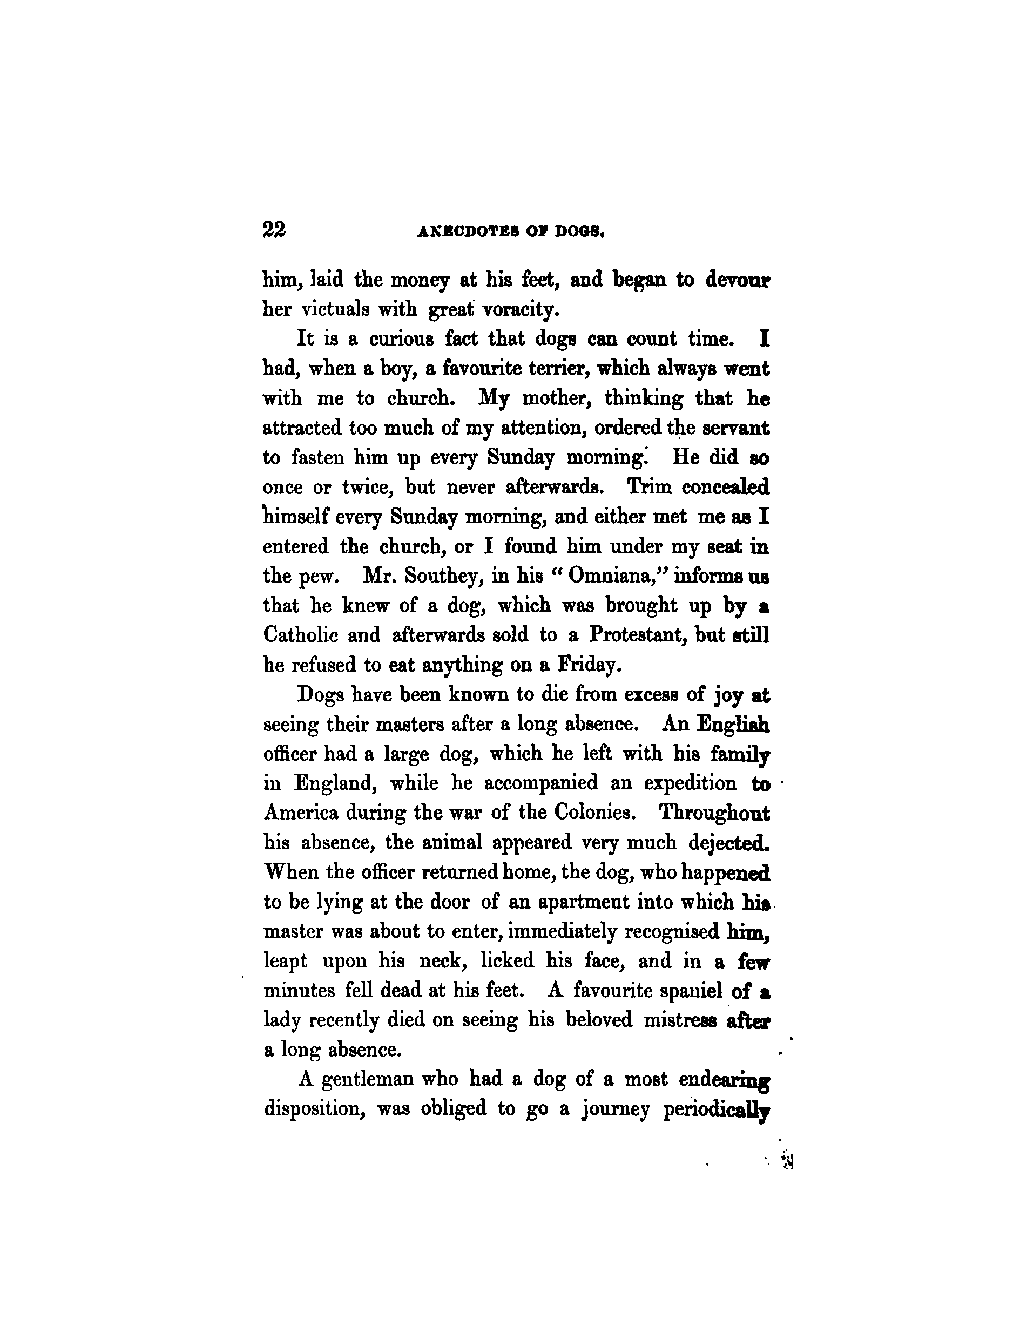 22 ANECDOTES OF DOGS.
him, laid the money at his feet, and began to devour
her victuals with great voracity.
It is a curious fact that dogs can count time. I
had, when a boy, a favourite terrier, which always went
with me to church. My mother, thinking that he
attracted too much of my attention, ordered the servant
to fasten him up every Sunday morning. He did so
once or twice, but never afterwards. Trim concealed
himself every Sunday morning, and either met me as I
entered the church, or I found him under my seat in
the pew. Mr. Southey, in his “ Omniana,” informs us
that he knew of a dog, which was brought up by a
Catholic and afterwards sold to a Protestant, but still
he refused to eat anything on a Friday.
Dogs have been known to die from excess of joy at
seeing their masters after a long absence. An English
officer had a large dog, which he left with his family
in England, while he accompanied an expedition to
America during the war of the Colonies. Throughout
his absence, the animal appeared very much dejected.
When the officer returned home, the dog, who happened
to be lying at the door of an apartment into which his
master was about to enter, immediately recognised him,
leapt upon his neck, licked his face, and in a few
minutes fell dead at his feet. A favourite spaniel of a
lady recently died on seeing his beloved mistress after
a long absence.
A gentleman who had a dog of a most endearing
disposition, was obliged to go a journey periodically